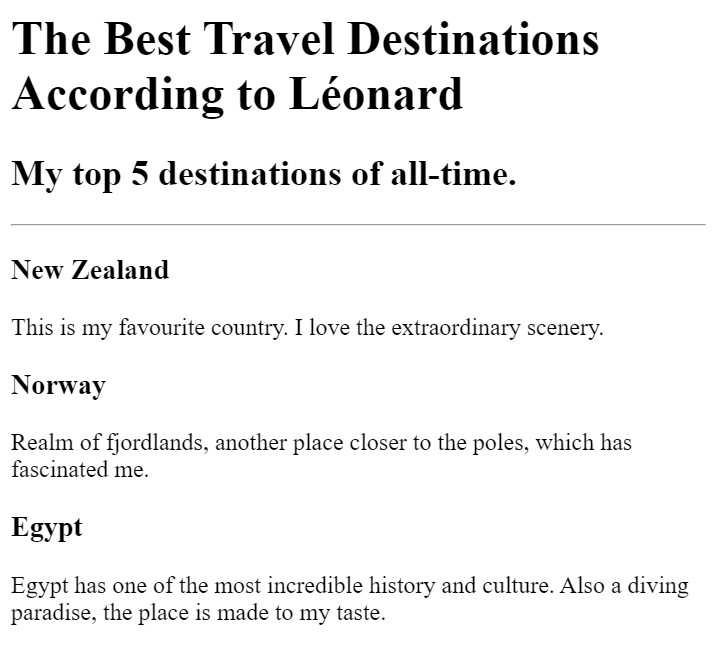 The Best Travel Destinations
According to Léonard
My top 5 destinations of all-time.
New Zealand
This is my favourite country. I love the extraordinary scenery.
Norway
Realm of fjordlands, another place closer to the poles, which has
fascinated me.
Egypt
Egypt has one of the most incredible history and culture. Also a diving
paradise, the place is made to my taste.